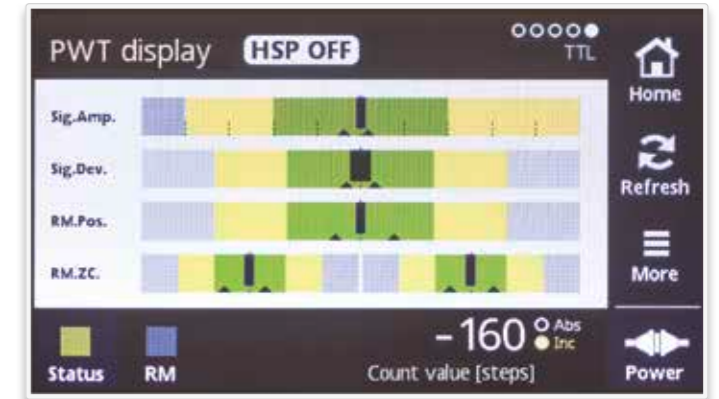 PWT display HSP OFF
TTL
Home
Sig.Amp.
Sig.Dev.
Refresh
RM.Pos.
RM.ZC.
More
-160 Abs
Inc
Status RM Count value [steps] Power